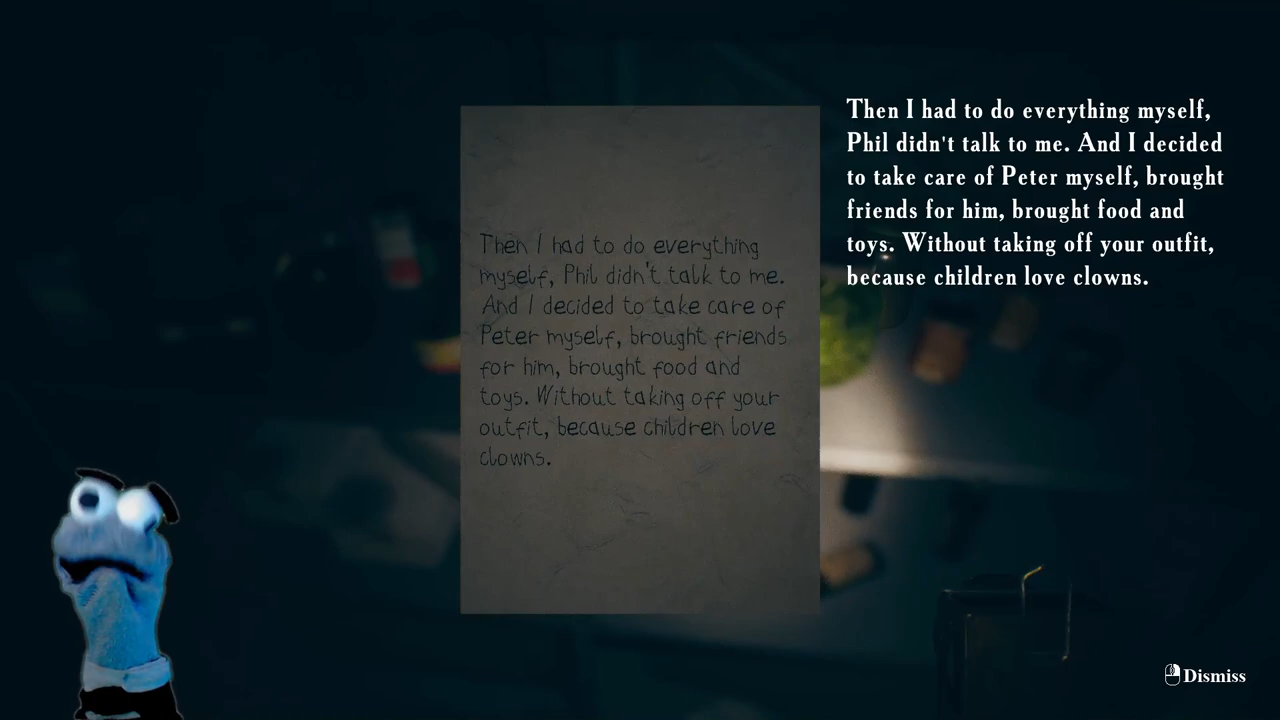 Then I had to do everything
myself, Phil didn't talk to me.
And I decided to take care of
Peter myself, brought friends
for him, brought food and
toys. Without taking off your
outfit, because children love
clowns.
Then I had to do everything myself,
Phil didn't talk to me. And I decided
to take care of Peter myself, brought
friends for him, brought food and
toys. Without taking off your outfit,
because children love clowns.
Dismiss